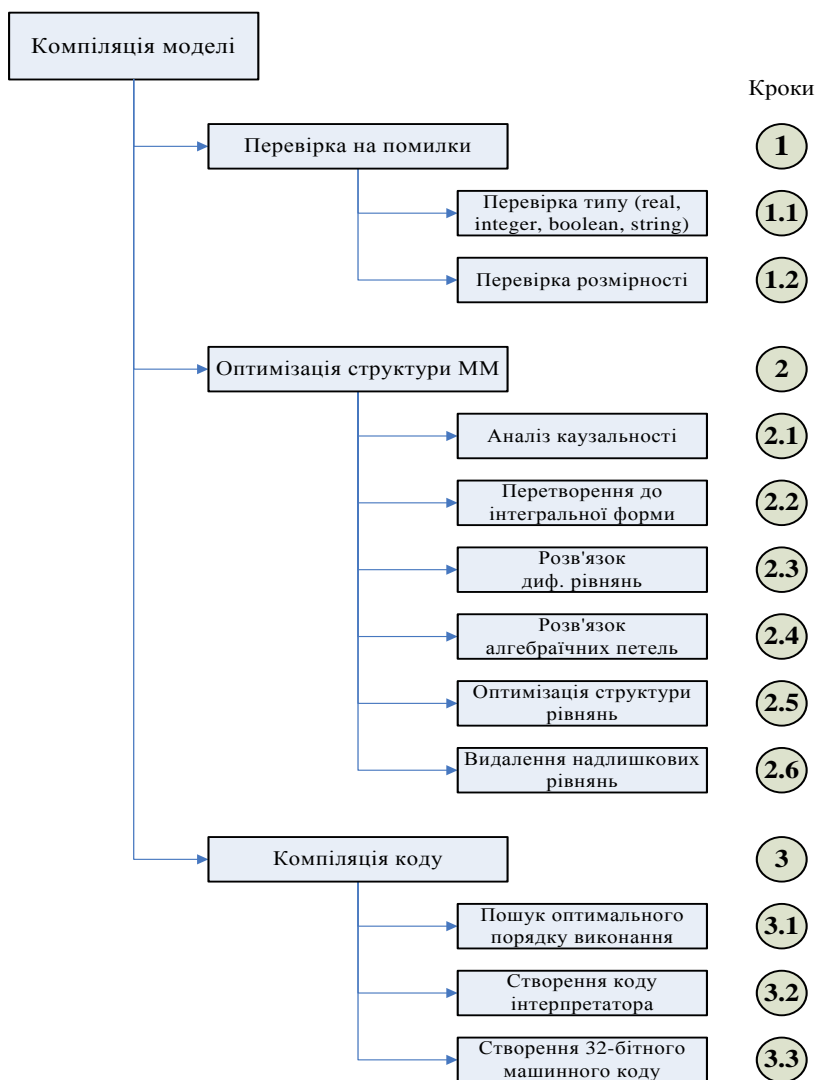 Компіляція моделі
Кроки
Перевірка на помилки
1
Перевірка типу (real,
integer, boolean, string)
1.1
Перевірка розмірності
1.2
Оптимізація структури ММ
2
Аналіз каузальності
2.1
Перетворення до
інтегральної форми
2.2
Розв'язок
диф. рівнянь
2.3
Розв'язок
алгебраїчних петель
2.4
Оптимізація структури
рівнянь
2.5
Видалення надлишкових
рівнянь
2.6
Компіляція коду
3
Пошук оптимального
порядку виконання
3.1
Створення коду
інтерпретатора
3.2
Створення 32-бітного
машинного коду
3.3